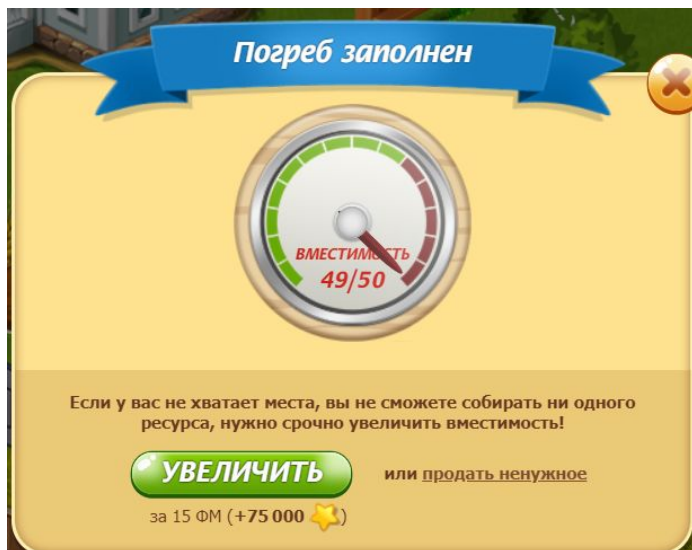 Погреб заполнен
ВМЕСТИМОСТЬ
49/50
Если у вас не хватает места, вы не сможете собирать ни одного
ресурса, нужно срочно увеличить вместимость!
УВЕЛИЧИТЬ или продать ненужное
за 15 ФМ (+75 000 )